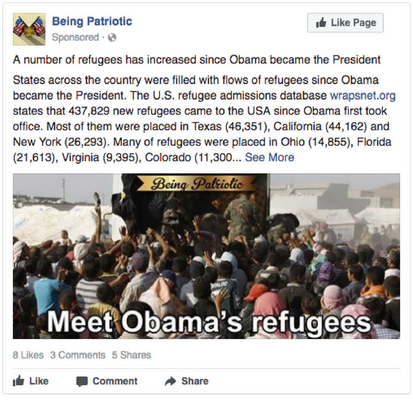 Being Patriotic
Like Page
Sponsored ·
A number of refugees has increased since Obama became the President
States across the country were filled with flows of refugees since Obama
became the President. The U.S. refugee admissions database wrapsnet.org
states that 437,829 new refugees came to the USA since Obama first took
office. Most of them were placed in Texas (46,351), California (44,162) and
New York (26,293). Many of refugees were placed in Ohio (14,855), Florida
(21,613), Virginia (9,395), Colorado (11,300... See More
Being Patriotic
Meet Obama's refugees
8 Likes 3 Comments 5 Shares
Like Comment Share